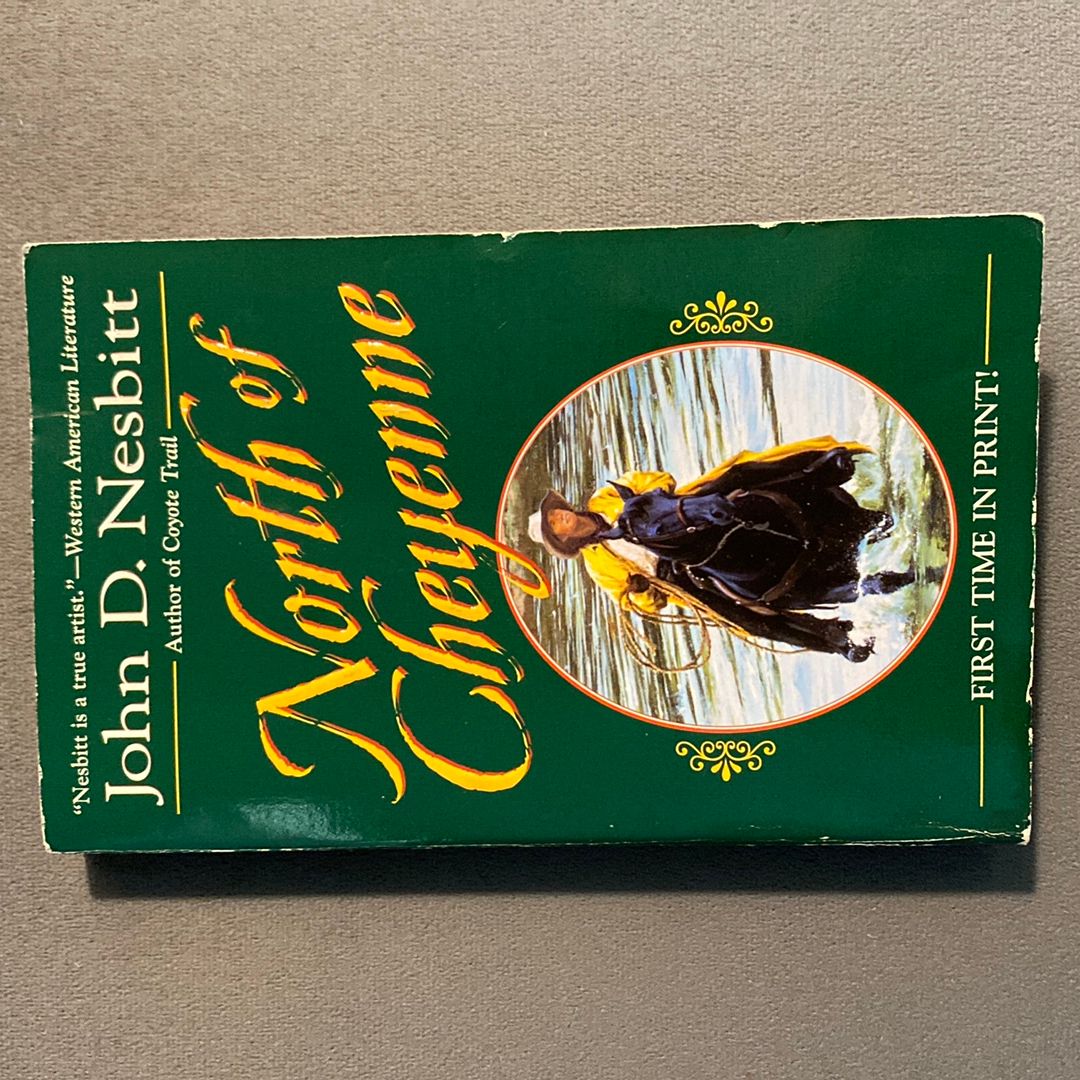 “Nesbitt is a true artist.”—Western American Literature
John D. Nesbitt
Author of Coyote Trail
North of
Cheyenne
FIRST TIME IN PRINT!